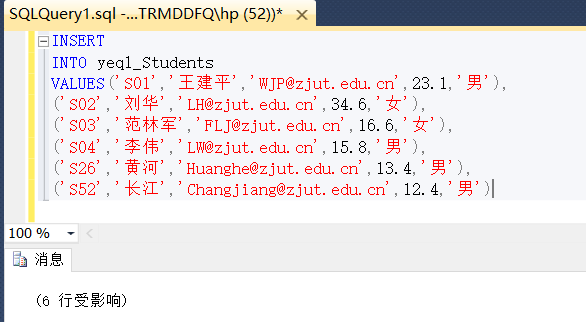 SQLQuery1.sql -...TRMDDFQ\hp (52))* ×
INSERT
INTO yeql_Students
VALUES('S01','王建平','WJP@zjut.edu.cn',23.1,'男'),
('S02','刘华','LH@zjut.edu.cn',34.6,'女'),
('S03','范林军','FLJ@zjut.edu.cn',16.6,'女'),
('S04','李伟','LW@zjut.edu.cn',15.8,'男'),
('S26','黄河','Huanghe@zjut.edu.cn',13.4,'男'),
('S52','长江','Changjiang@zjut.edu.cn',12.4,'男')
100 %
消息
(6 行受影响)